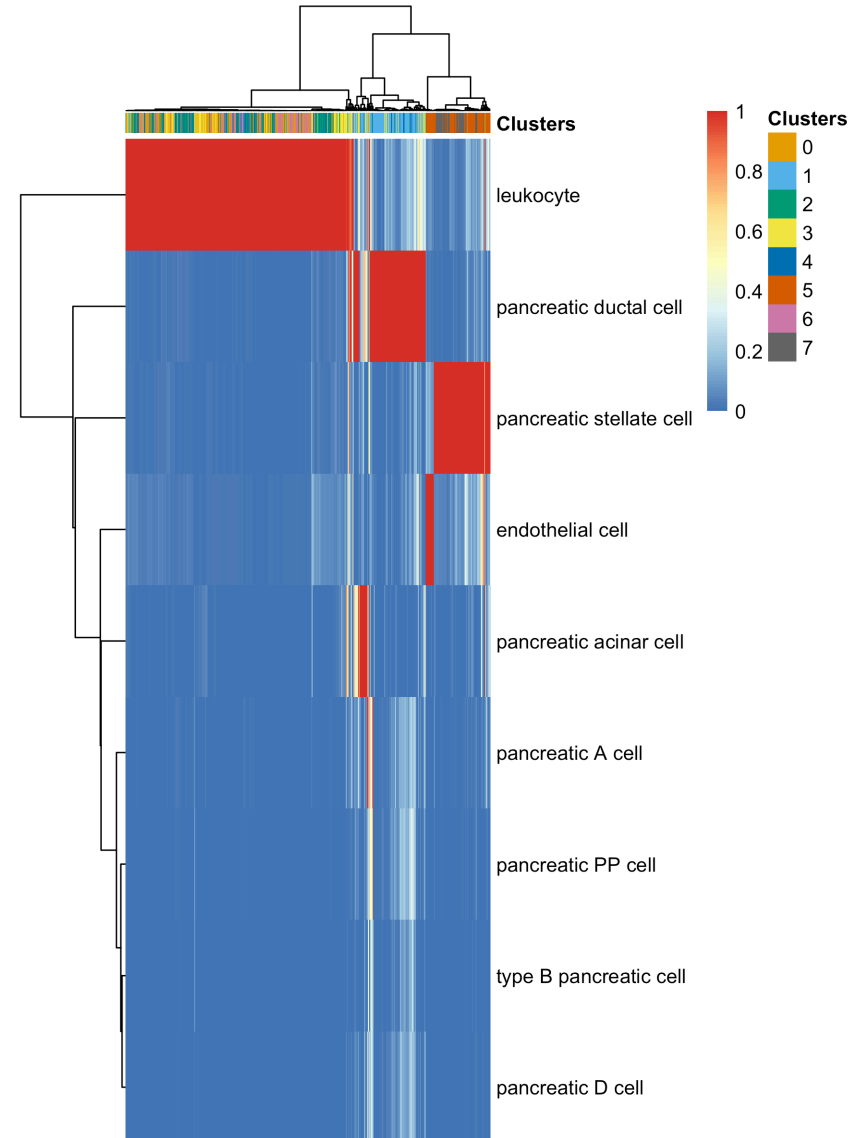 Clusters
leukocyte
pancreatic ductal cell
pancreatic stellate cell
endothelial cell
pancreatic acinar cell
pancreatic A cell
pancreatic PP cell
type B pancreatic cell
pancreatic D cell
1
0.8
0.6
0.4
0.2
0
Clusters
0
1
2
3
4
5
6
7